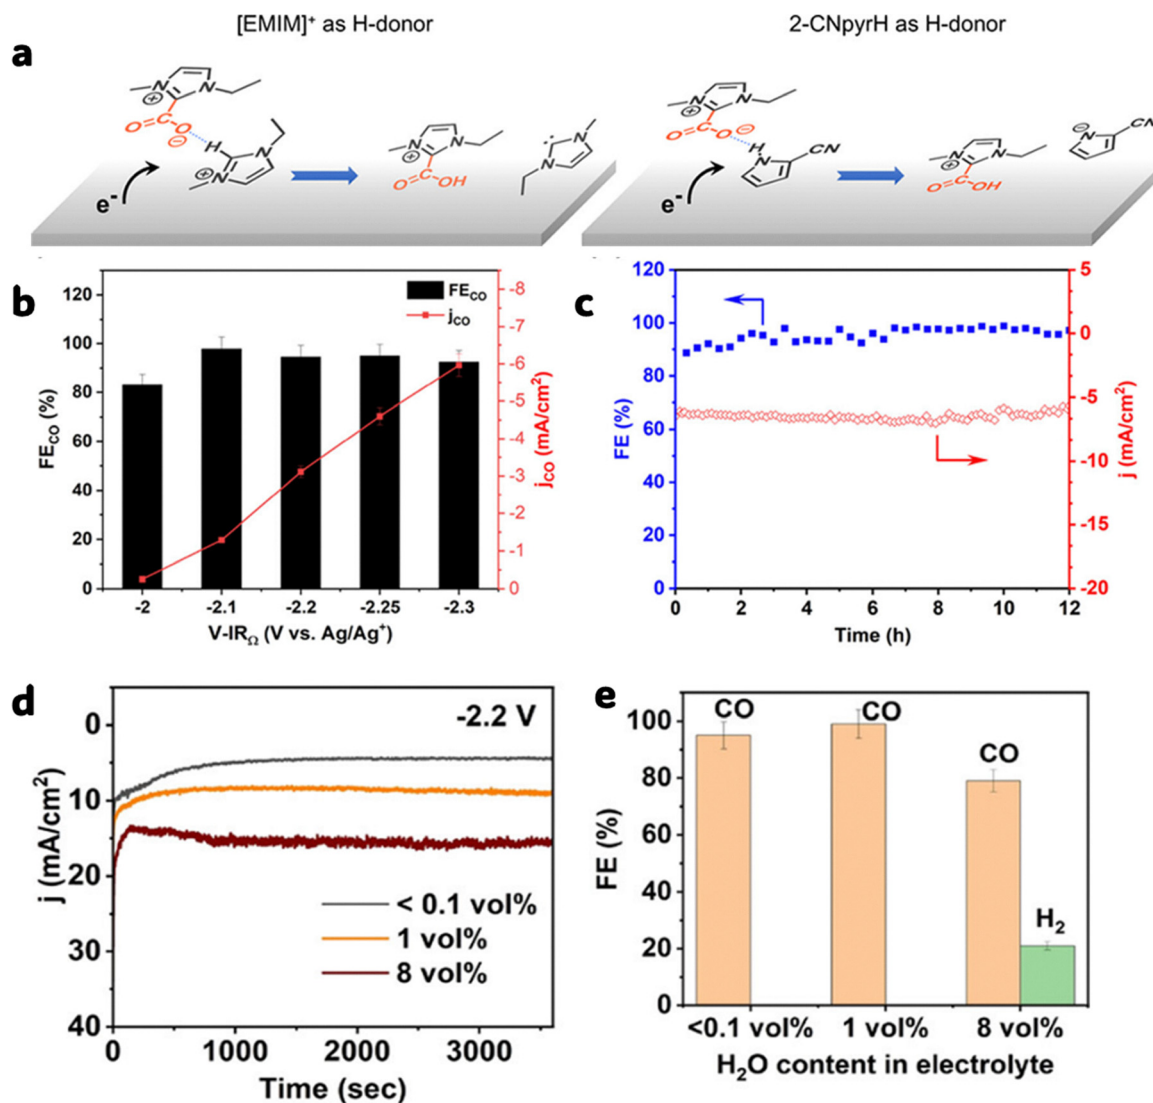 [EMIM]⁺ as H-donor
2-CNpyrH as H-donor
a
N
N
⊕
O=C
O
⊖
H
N
N
⊕
e⁻
N
N
⊕
C
O
OH
N
N
N
N
⊕
O=C
O
⊖
H
N
CN
e⁻
N
N
⊕
C
O
OH
⊖
N
CN
b
120
100
80
60
40
20
0
FE_CO (%)
FE_CO
j_CO
-8
-7
-6
-5
-4
-3
-2
-1
0
j_CO (mA/cm²)
-2
-2.1
-2.2
-2.25
-2.3
V-IR_Ω (V vs. Ag/Ag⁺)
c
120
100
80
60
60
40
20
0
FE (%)
5
0
-5
-10
-15
-20
j (mA/cm²)
0
2
4
6
8
10
12
Time (h)
d
-2.2 V
0
10
20
30
40
j (mA/cm²)
< 0.1 vol%
1 vol%
8 vol%
0
1000
2000
3000
Time (sec)
e
100
80
60
40
20
0
FE (%)
CO
CO
CO
H₂
<0.1 vol%
1 vol%
8 vol%
H₂O content in electrolyte